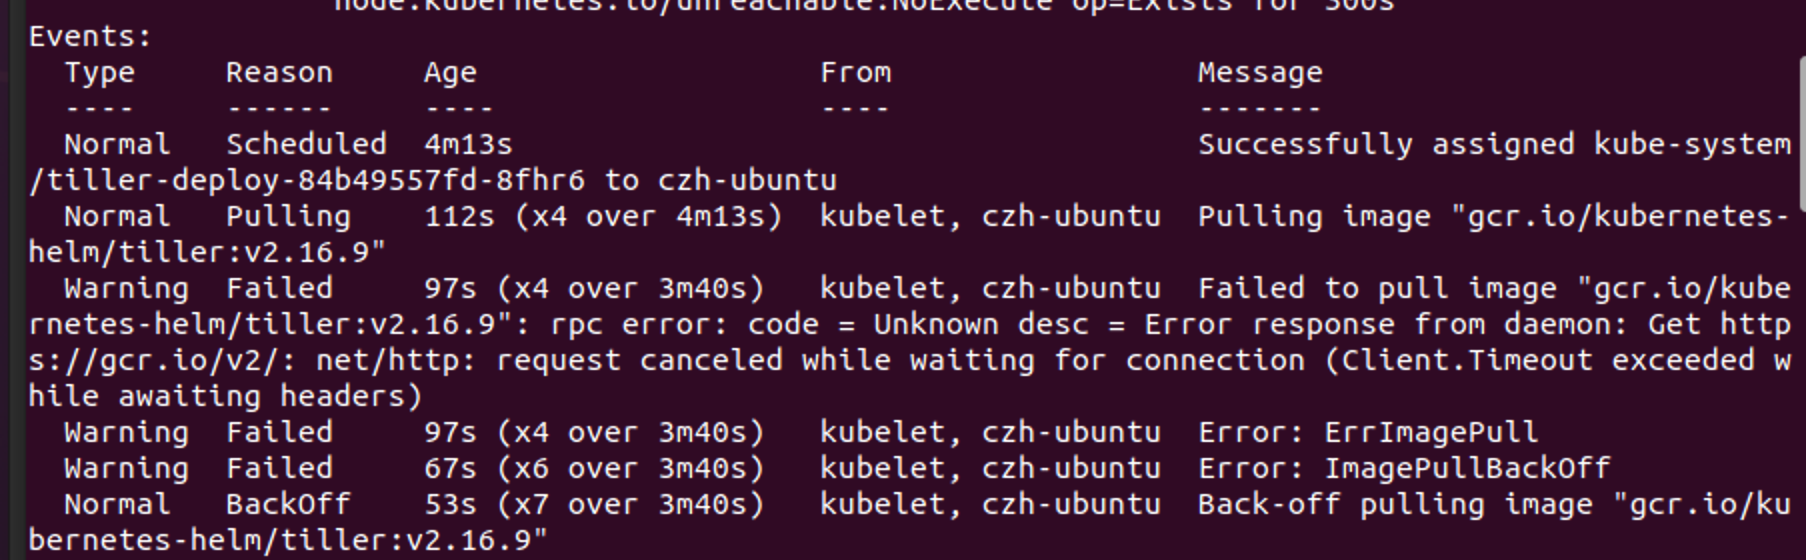 node.kubernetes.io/unreachable:NoExecute op=Exists for 300s
Events:
  Type     Reason     Age                    From                 Message
  ----     ------     ----                   ----                 -------
  Normal   Scheduled  4m13s                                       Successfully assigned kube-system
/tiller-deploy-84b49557fd-8fhr6 to czh-ubuntu
  Normal   Pulling    112s (x4 over 4m13s)  kubelet, czh-ubuntu  Pulling image "gcr.io/kubernetes-
helm/tiller:v2.16.9"
  Warning  Failed     97s (x4 over 3m40s)   kubelet, czh-ubuntu  Failed to pull image "gcr.io/kube
rnetes-helm/tiller:v2.16.9": rpc error: code = Unknown desc = Error response from daemon: Get http
s://gcr.io/v2/: net/http: request canceled while waiting for connection (Client.Timeout exceeded w
hile awaiting headers)
  Warning  Failed     97s (x4 over 3m40s)   kubelet, czh-ubuntu  Error: ErrImagePull
  Warning  Failed     67s (x6 over 3m40s)   kubelet, czh-ubuntu  Error: ImagePullBackOff
  Normal   BackOff    53s (x7 over 3m40s)   kubelet, czh-ubuntu  Back-off pulling image "gcr.io/ku
bernetes-helm/tiller:v2.16.9"